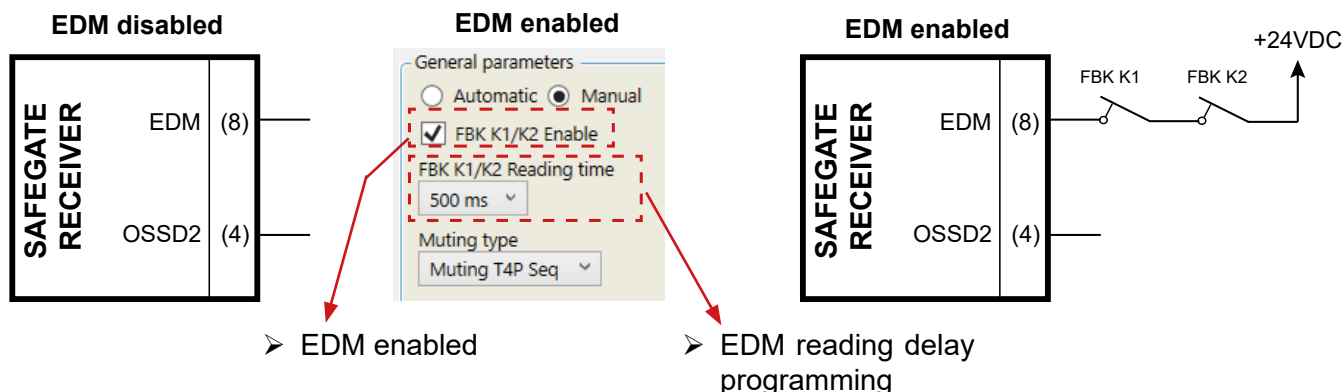 EDM disabled
SAFEGATE
RECEIVER
EDM (8)
OSSD2 (4)
EDM enabled
General parameters
Automatic Manual
FBK K1/K2 Enable
FBK K1/K2 Reading time
500 ms
Muting type
Muting T4P Seq
EDM enabled
SAFEGATE
RECEIVER
EDM (8)
OSSD2 (4)
FBK K1 FBK K2
+24VDC
➢ EDM enabled
➢ EDM reading delay
programming